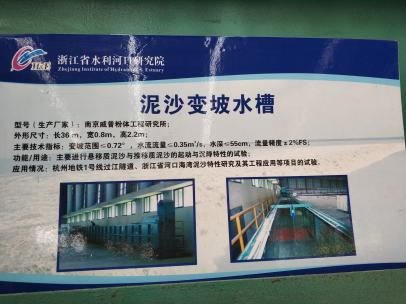 浙江省水利河口研究院
Zhejiang Institute of Hydraulics & Estuary
泥沙变坡水槽
型号（生产厂家）：南京威普粉体工程研究所；
外形尺寸：长36m，宽0.8m，高2.2m；
主要技术指标：变坡范围≤0.72°，水流流量≤0.35m³/s，水深≤55cm，流量精度±2%FS；
功能/用途：主要进行悬移质泥沙与推移质泥沙的起动与沉降特性的试验；
应用情况：杭州地铁1号线过江隧道、浙江省河口海湾泥沙特性研究及其工程应用等项目的试验。